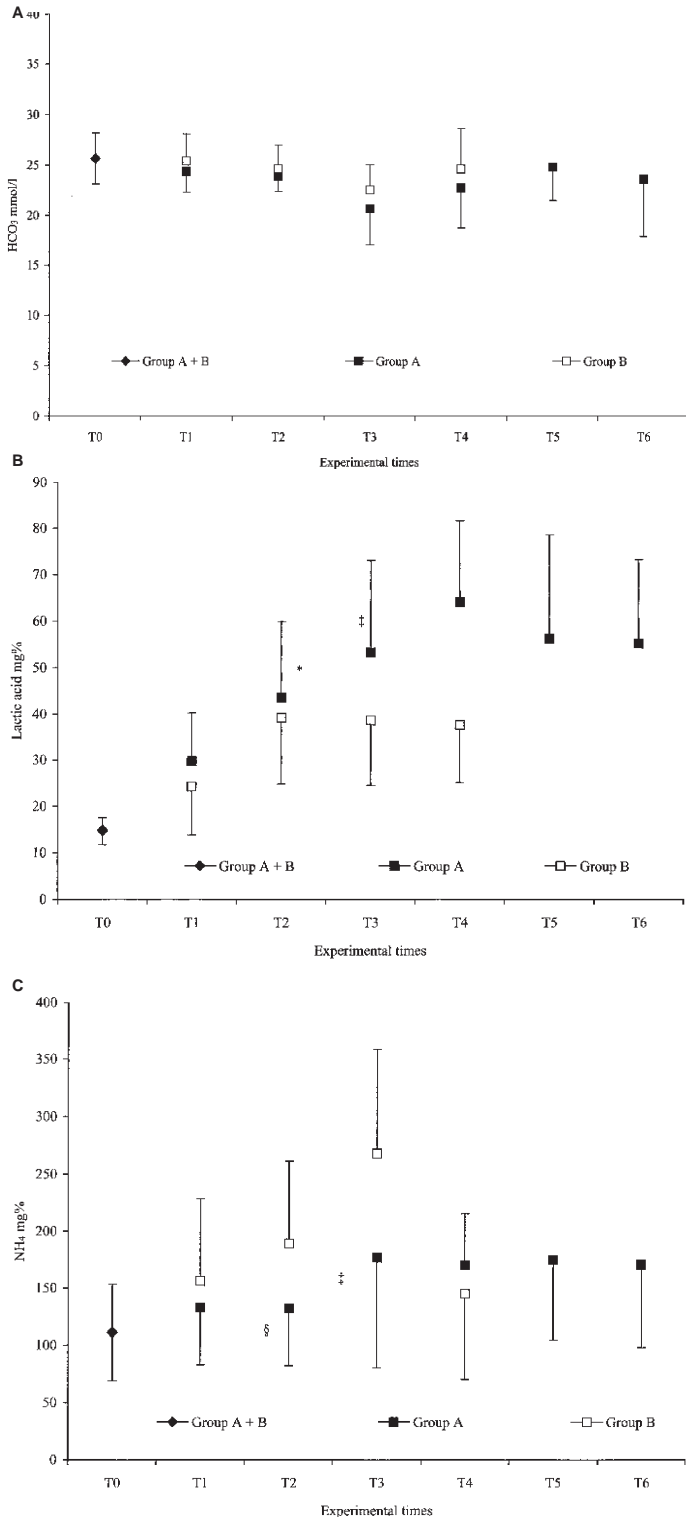 A
40
35
30
25
20
15
10
5
0
HCO3 mmol/l
Group A + B
Group A
Group B
T0 T1 T2 T3 T4 T5 T6
Experimental times
B
90
80
70
60
50
40
30
20
10
0
Lactic acid mg%
‡
*
Group A + B
Group A
Group B
T0 T1 T2 T3 T4 T5 T6
Experimental times
C
400
350
300
250
200
150
100
50
0
NH4 mg%
‡
§
Group A + B
Group A
Group B
T0 T1 T2 T3 T4 T5 T6
Experimental times